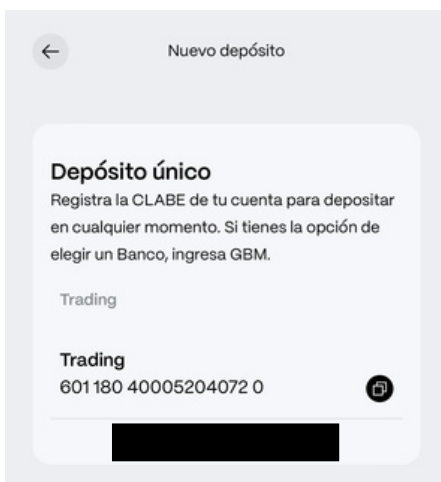 Nuevo depósito
Depósito único
Registra la CLABE de tu cuenta para depositar
en cualquier momento. Si tienes la opción de
elegir un Banco, ingresa GBM.
Trading
Trading
601 180 40005204072 0